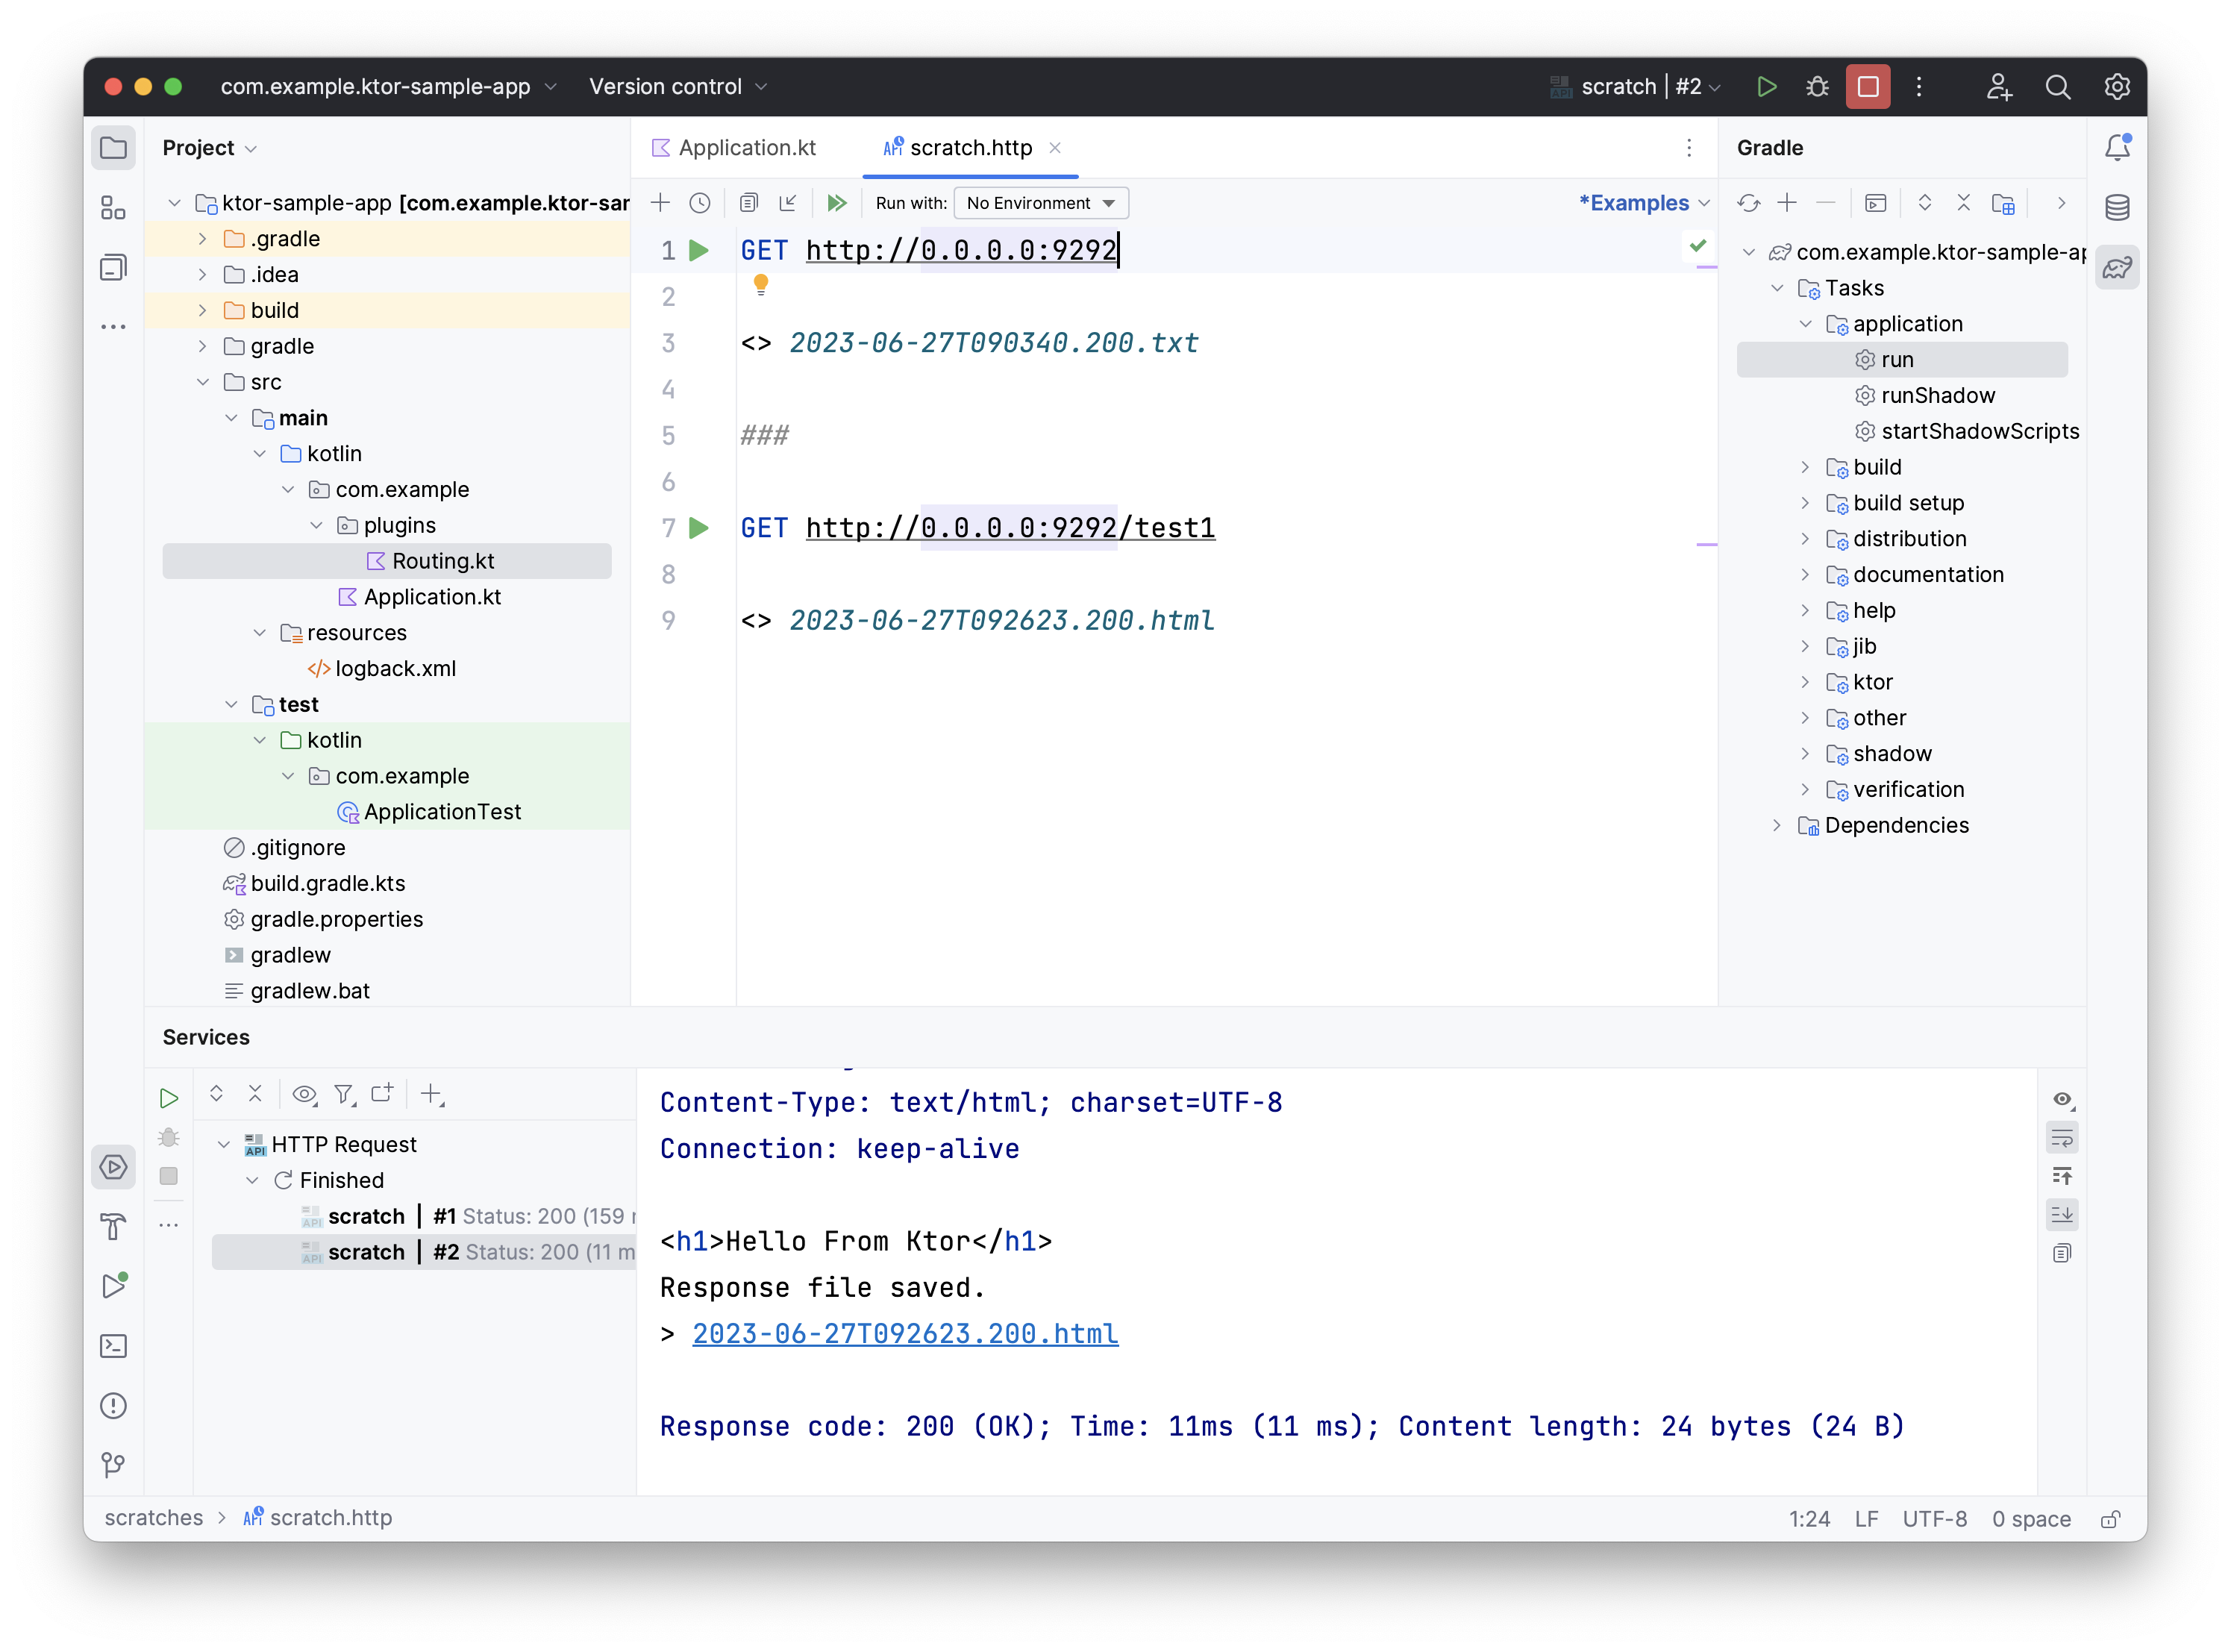 com.example.ktor-sample-app
Version control
scratch | #2
Project
ktor-sample-app [com.example.ktor-sar
.gradle
.idea
build
gradle
src
main
kotlin
com.example
plugins
Routing.kt
Application.kt
resources
logback.xml
test
kotlin
com.example
ApplicationTest
.gitignore
build.gradle.kts
gradle.properties
gradlew
gradlew.bat
Application.kt
API scratch.http
Run with: No Environment
*Examples
1 GET http://0.0.0.0:9292
2
3 <> 2023-06-27T090340.200.txt
4
5 ###
6
7 GET http://0.0.0.0:9292/test1
8
9 <> 2023-06-27T092623.200.html
Gradle
com.example.ktor-sample-ap
Tasks
application
run
runShadow
startShadowScripts
build
build setup
distribution
documentation
help
jib
ktor
other
shadow
verification
Dependencies
Services
API HTTP Request
Finished
API scratch | #1 Status: 200 (159 r
API scratch | #2 Status: 200 (11 m
Content-Type: text/html; charset=UTF-8
Connection: keep-alive
<h1>Hello From Ktor</h1>
Response file saved.
> 2023-06-27T092623.200.html
Response code: 200 (OK); Time: 11ms (11 ms); Content length: 24 bytes (24 B)
scratches > API scratch.http
1:24 LF UTF-8 0 space